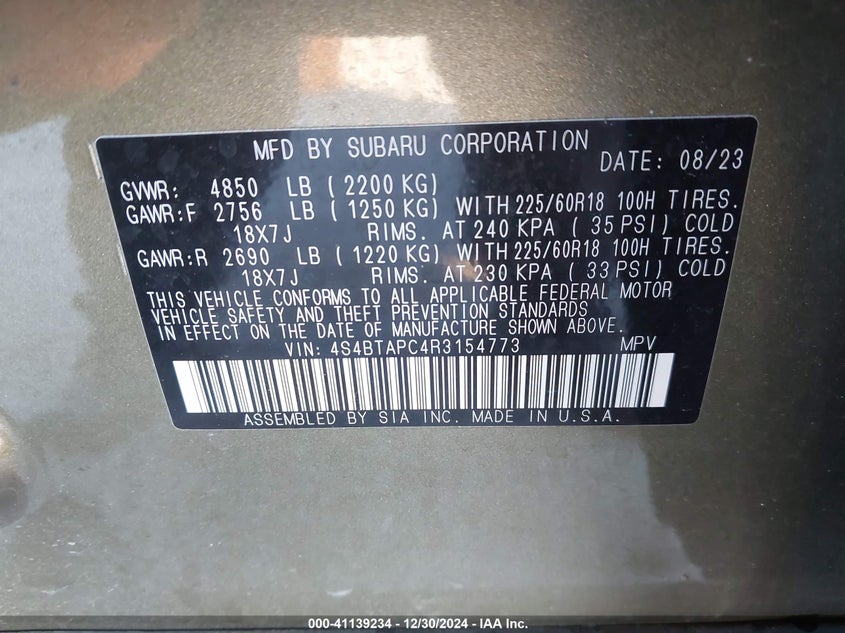 MFD BY SUBARU CORPORATION DATE: 08/23
GVWR: 4850 LB ( 2200 KG)
GAWR:F 2756 LB ( 1250 KG) WITH 225/60R18 100H TIRES.
18X7J RIMS. AT 240 KPA ( 35 PSI) COLD
GAWR:R 2690 LB ( 1220 KG) WITH 225/60R18 100H TIRES.
18X7J RIMS. AT 230 KPA ( 33 PSI) COLD
THIS VEHICLE CONFORMS TO ALL APPLICABLE FEDERAL MOTOR
VEHICLE SAFETY AND THEFT PREVENTION STANDARDS
IN EFFECT ON THE DATE OF MANUFACTURE SHOWN ABOVE.
VIN: 4S4BTAPC4R3154773 MPV
ASSEMBLED BY SIA INC. MADE IN U.S.A.
000-41139234 - 12/30/2024 - IAA Inc.